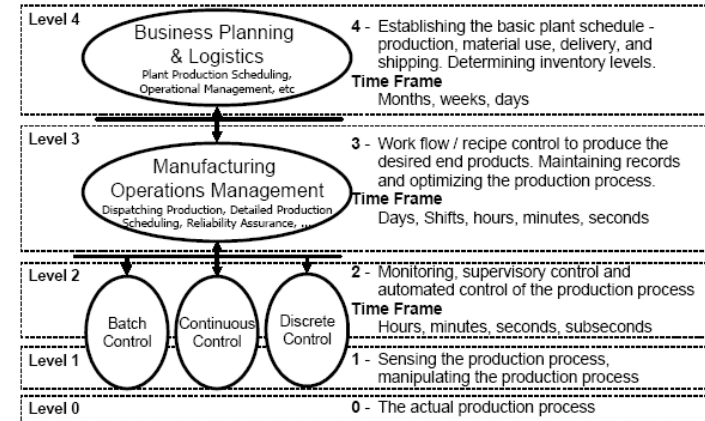 Level 4
Business Planning
& Logistics
Plant Production Scheduling,
Operational Management, etc
4 - Establishing the basic plant schedule -
production, material use, delivery, and
shipping. Determining inventory levels.
Time Frame
Months, weeks, days
Level 3
Manufacturing
Operations Management
Dispatching Production, Detailed Production
Scheduling, Reliability Assurance, ...
3 - Work flow / recipe control to produce the
desired end products. Maintaining records
and optimizing the production process.
Time Frame
Days, Shifts, hours, minutes, seconds
Level 2
Batch
Control
Continuous
Control
Discrete
Control
2 - Monitoring, supervisory control and
automated control of the production process
Time Frame
Hours, minutes, seconds, subseconds
Level 1
1 - Sensing the production process,
manipulating the production process
Level 0
0 - The actual production process